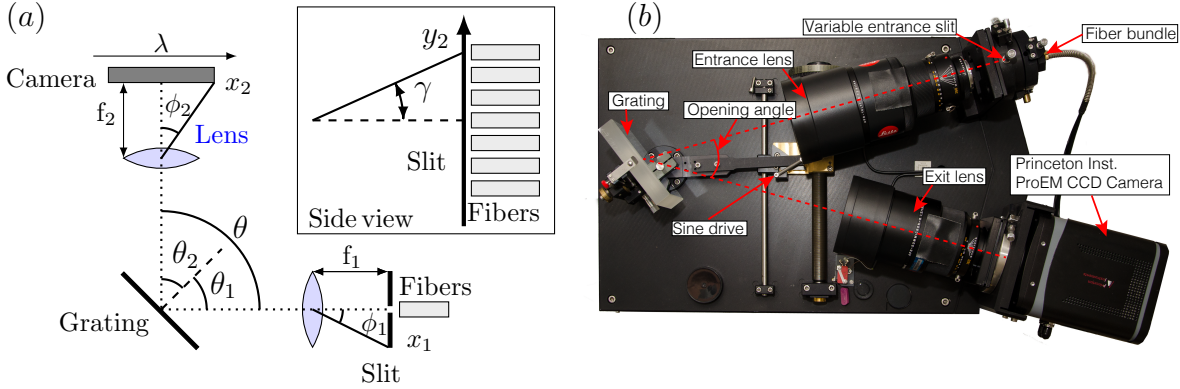 (a)
λ
Camera
x₂
f₂
ϕ₂
Lens
θ
θ₂
θ₁
Grating
f₁
Fibers
ϕ₁
x₁
Slit
y₂
γ
Slit
Side view
Fibers
(b)
Variable entrance slit
Fiber bundle
Entrance lens
Grating
Opening angle
Princeton Inst.
ProEM CCD Camera
Exit lens
Sine drive